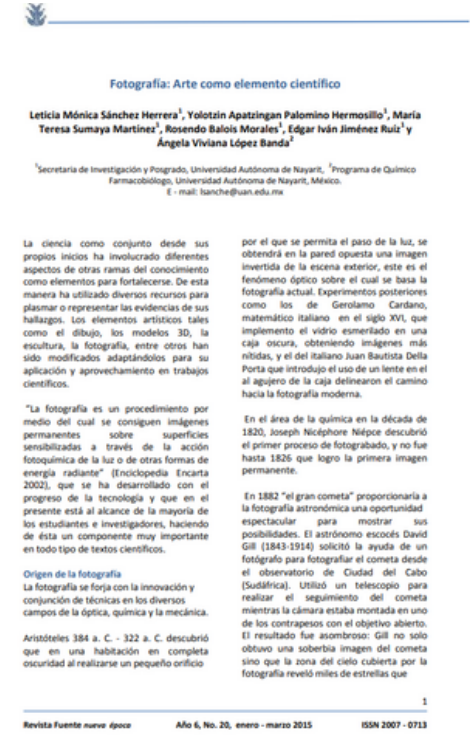 Fotografía: Arte como elemento científico
Leticia Mónica Sánchez Herrera¹, Yolotzin Apatzingan Palomino Hermosillo¹, María
Teresa Sumaya Martínez¹, Rosendo Balois Morales¹, Edgar Iván Jiménez Ruíz¹ y
Ángela Viviana López Banda²
¹Secretaria de Investigación y Posgrado, Universidad Autónoma de Nayarit, ²Programa de Químico
Farmacobiólogo, Universidad Autónoma de Nayarit, México.
E - mail: lsanche@uan.edu.mx
La ciencia como conjunto desde sus
propios inicios ha involucrado diferentes
aspectos de otras ramas del conocimiento
como elementos para fortalecerse. De esta
manera ha utilizado diversos recursos para
plasmar o representar las evidencias de sus
hallazgos. Los elementos artísticos tales
como el dibujo, los modelos 3D, la
escultura, la fotografía, entre otros han
sido modificados adaptándolos para su
aplicación y aprovechamiento en trabajos
científicos.
"La fotografía es un procedimiento por
medio del cual se consiguen imágenes
permanentes sobre superficies
sensibilizadas a través de la acción
fotoquímica de la luz o de otras formas de
energía radiante" (Enciclopedia Encarta
2002), que se ha desarrollado con el
progreso de la tecnología y que en el
presente está al alcance de la mayoría de
los estudiantes e investigadores, haciendo
de ésta un componente muy importante
en todo tipo de textos científicos.
Origen de la fotografía
La fotografía se forja con la innovación y
conjunción de técnicas en los diversos
campos de la óptica, química y la mecánica.
Aristóteles 384 a. C. - 322 a. C. descubrió
que en una habitación en completa
oscuridad al realizarse un pequeño orificio
por el que se permita el paso de la luz, se
obtendrá en la pared opuesta una imagen
invertida de la escena exterior, este es el
fenómeno óptico sobre el cual se basa la
fotografía actual. Experimentos posteriores
como los de Gerolamo Cardano,
matemático italiano en el siglo XVI, que
implemento el vidrio esmerilado en una
caja oscura, obteniendo imágenes más
nítidas, y el del italiano Juan Bautista Della
Porta que introdujo el uso de un lente en el
al agujero de la caja delinearon el camino
hacia la fotografía moderna.
En el área de la química en la década de
1820, Joseph Nicéphore Niépce descubrió
el primer proceso de fotograbado, y no fue
hasta 1826 que logro la primera imagen
permanente.
En 1882 "el gran cometa" proporcionaría a
la fotografía astronómica una oportunidad
espectacular para mostrar sus
posibilidades. El astrónomo escocés David
Gill (1843-1914) solicitó la ayuda de un
fotógrafo para fotografiar el cometa desde
el observatorio de Ciudad del Cabo
(Sudáfrica). Utilizó un telescopio para
realizar el seguimiento del cometa
mientras la cámara estaba montada en uno
de los contrapesos con el objetivo abierto.
El resultado fue asombroso: Gill no solo
obtuvo una soberbia imagen del cometa
sino que la zona del cielo cubierta por la
fotografía reveló miles de estrellas que
1
Revista Fuente nueva época Año 6, No. 20, enero - marzo 2015 ISSN 2007 - 0713